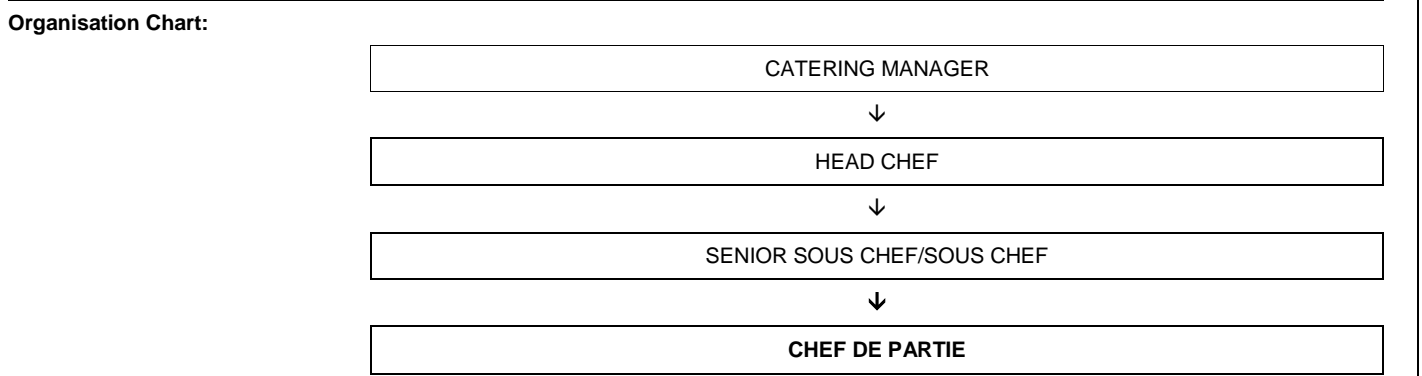 Organisation Chart:
CATERING MANAGER
↓
HEAD CHEF
↓
SENIOR SOUS CHEF/SOUS CHEF
↓
CHEF DE PARTIE